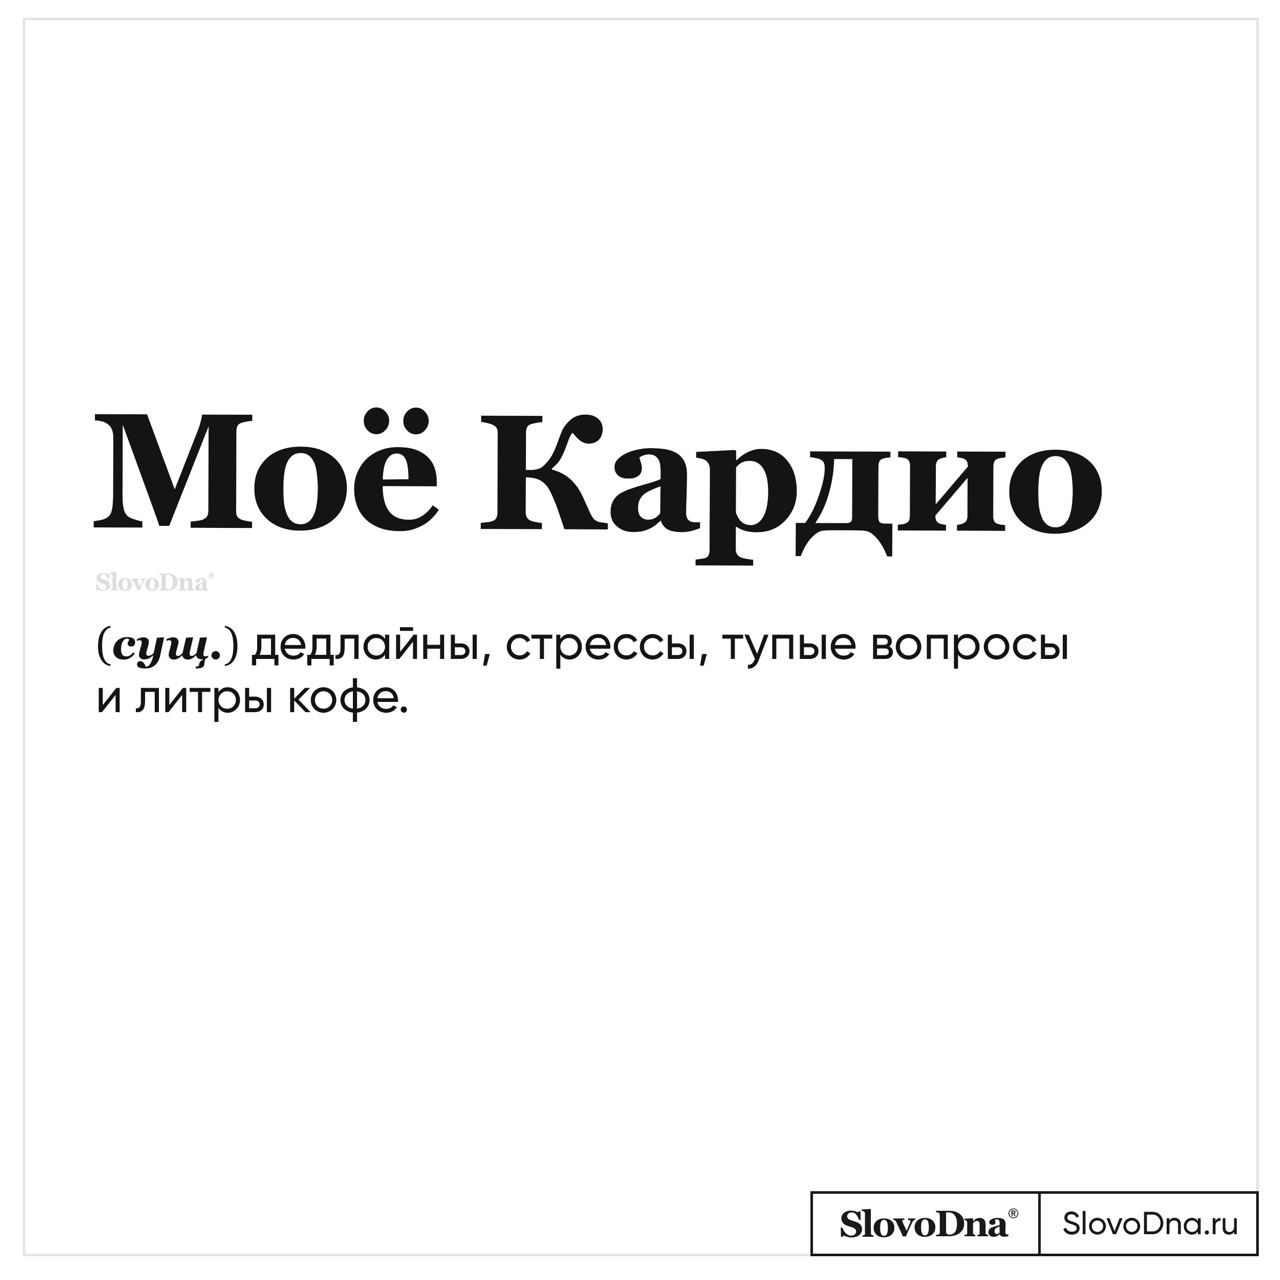 Моё Кардио
SlovoDna®
(сущ.) дедлайны, стрессы, тупые вопросы
и литры кофе.
SlovoDna® SlovoDna.ru